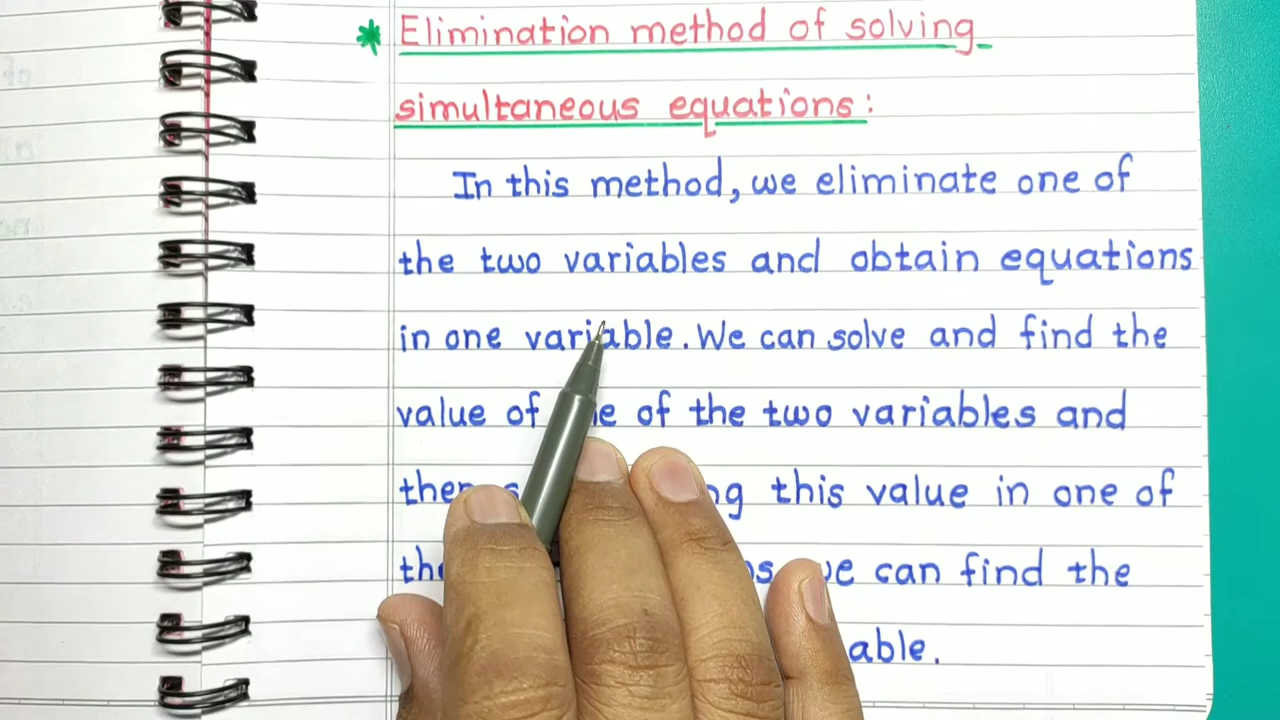 * Elimination method of solving
simultaneous equations:
In this method, we eliminate one of
the two variables and obtain equations
in one variable. We can solve and find the
value of of the two variables and
this value in one of
we can find the